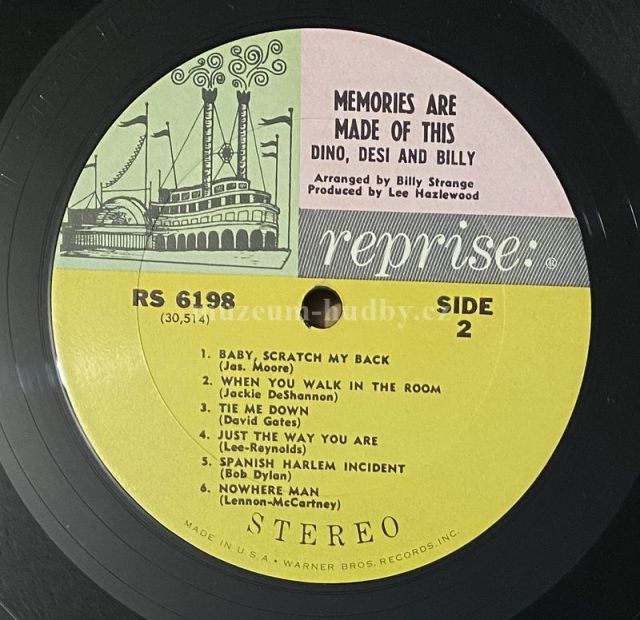 MEMORIES ARE
MADE OF THIS
DINO, DESI AND BILLY
Arranged by Billy Strange
Produced by Lee Hazlewood
reprise:®
RS 6198
(30,514)
SIDE
2
muzeum-hudby.cz
1. BABY, SCRATCH MY BACK
(Jas. Moore)
2. WHEN YOU WALK IN THE ROOM
(Jackie DeShannon)
3. TIE ME DOWN
(David Gates)
4. JUST THE WAY YOU ARE
(Lee-Reynolds)
5. SPANISH HARLEM INCIDENT
(Bob Dylan)
6. NOWHERE MAN
(Lennon-McCartney)
STEREO
MADE IN U.S.A. • WARNER BROS. RECORDS, INC.